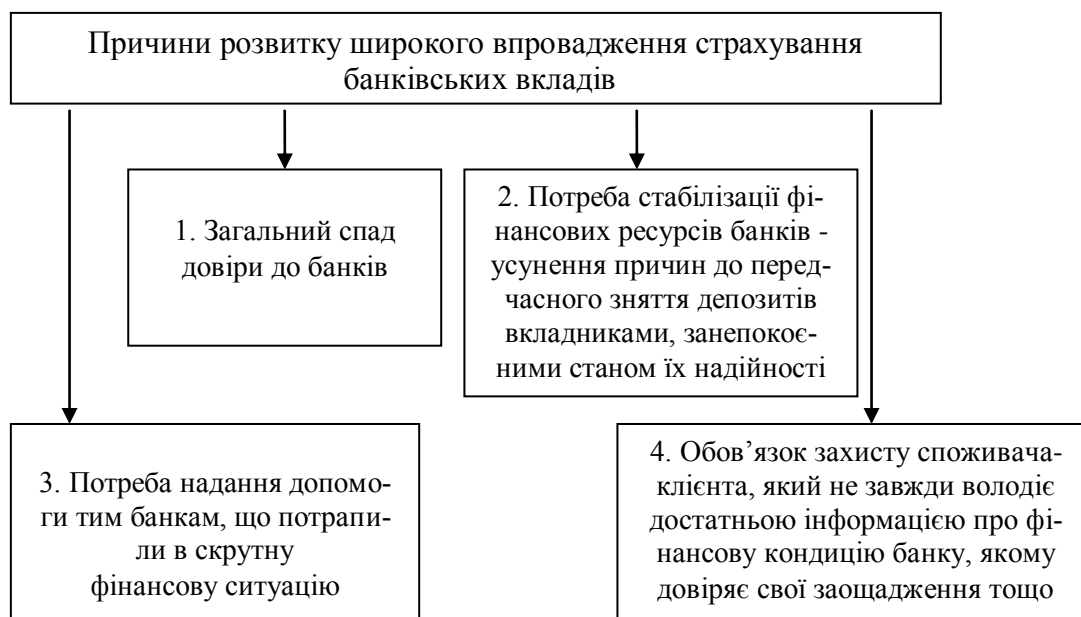 Причини розвитку широкого впровадження страхування
банківських вкладів
1. Загальний спад
довіри до банків
2. Потреба стабілізації фі-
нансових ресурсів банків -
усунення причин до перед-
часного зняття депозитів
вкладниками, занепокоє-
ними станом їх надійності
3. Потреба надання допомо-
ги тим банкам, що потрапи-
ли в скрутну
фінансову ситуацію
4. Обов’язок захисту споживача-
клієнта, який не завжди володіє
достатньою інформацією про фі-
нансову кондицію банку, якому
довіряє свої заощадження тощо